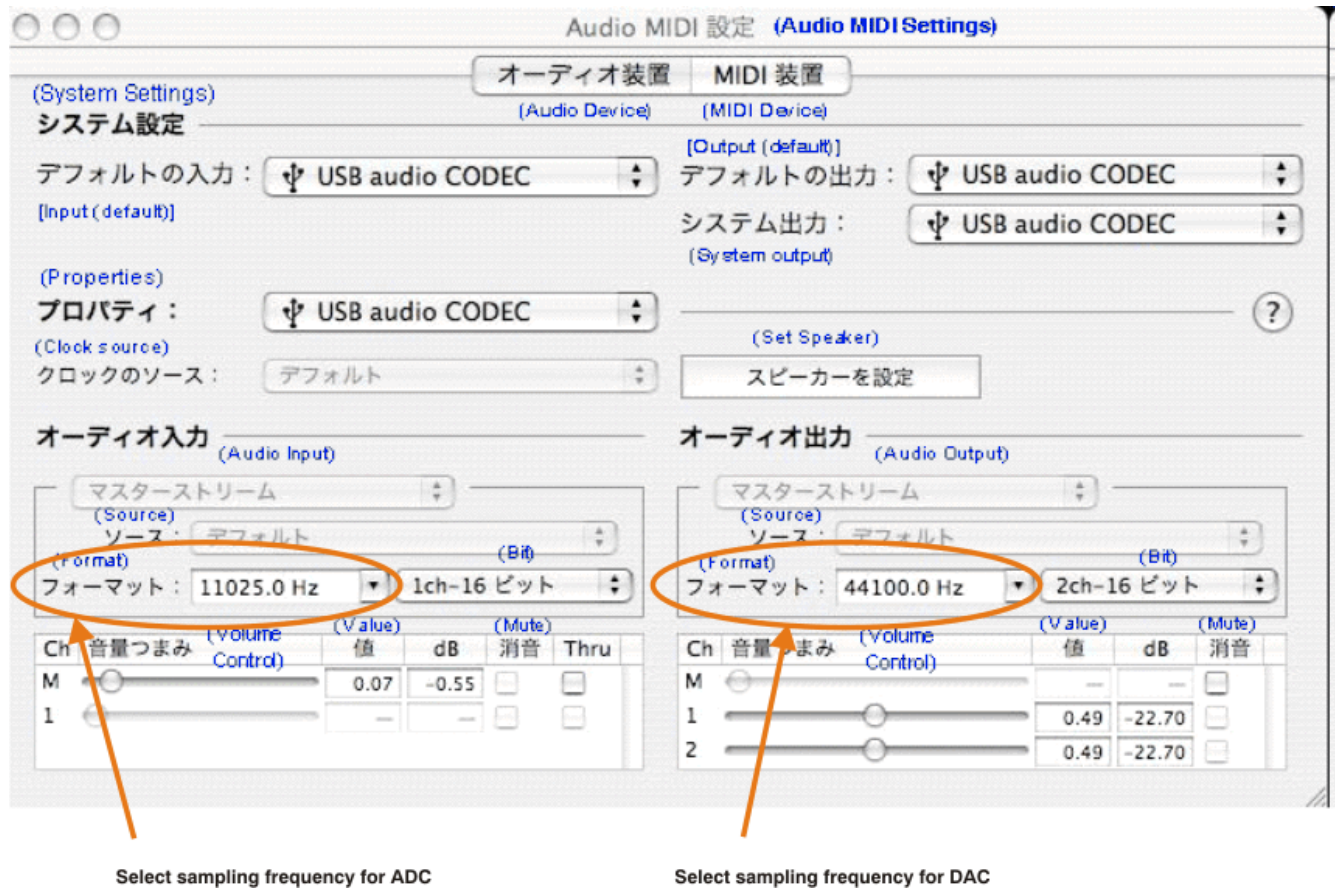 Audio MIDI 設定 (Audio MIDI Settings)
オーディオ装置 MIDI 装置
(Audio Device) (MIDI Device)
(System Settings)
システム設定
デフォルトの入力： USB audio CODEC
[Input (default)]
[Output (default)]
デフォルトの出力： USB audio CODEC
システム出力： USB audio CODEC
(System output)
(Properties)
プロパティ： USB audio CODEC
?
(Clock source)
クロックのソース： デフォルト
(Set Speaker)
スピーカーを設定
オーディオ入力
(Audio Input)
マスターストリーム
(Source)
ソース： デフォルト
(Format) (Bit)
フォーマット： 11025.0 Hz 1ch-16 ビット
(Volume Control) (Value) (Mute)
Ch 音量つまみ 値 dB 消音 Thru
M 0.07 -0.55
1 — —
オーディオ出力
(Audio Output)
マスターストリーム
(Source)
ソース： デフォルト
(Format) (Bit)
フォーマット： 44100.0 Hz 2ch-16 ビット
(Volume Control) (Value) (Mute)
Ch 音量つまみ 値 dB 消音
M — —
1 0.49 -22.70
2 0.49 -22.70
Select sampling frequency for ADC
Select sampling frequency for DAC